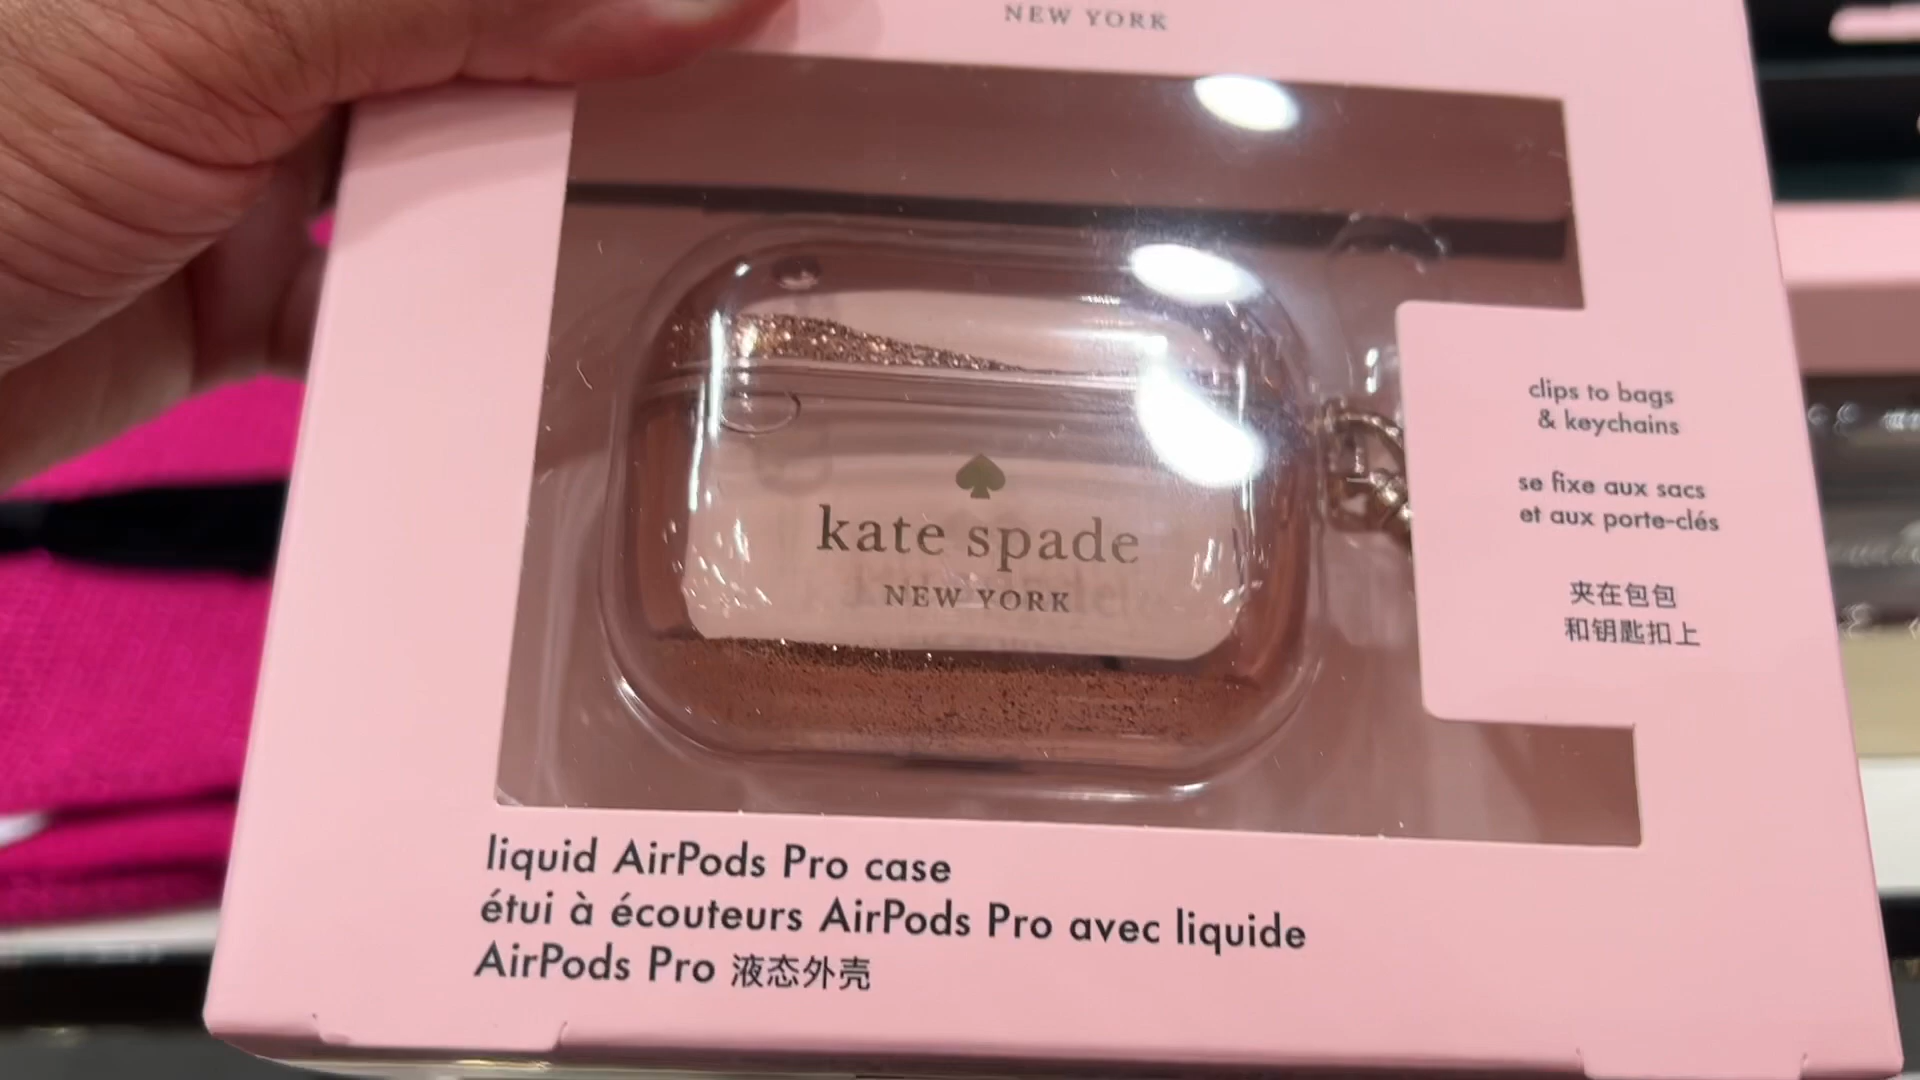 NEW YORK
kate spade
NEW YORK
clips to bags
& keychains
se fixe aux sacs
et aux porte-clés
夹在包包
和钥匙扣上
liquid AirPods Pro case
étui à écouteurs AirPods Pro avec liquide
AirPods Pro 液态外壳